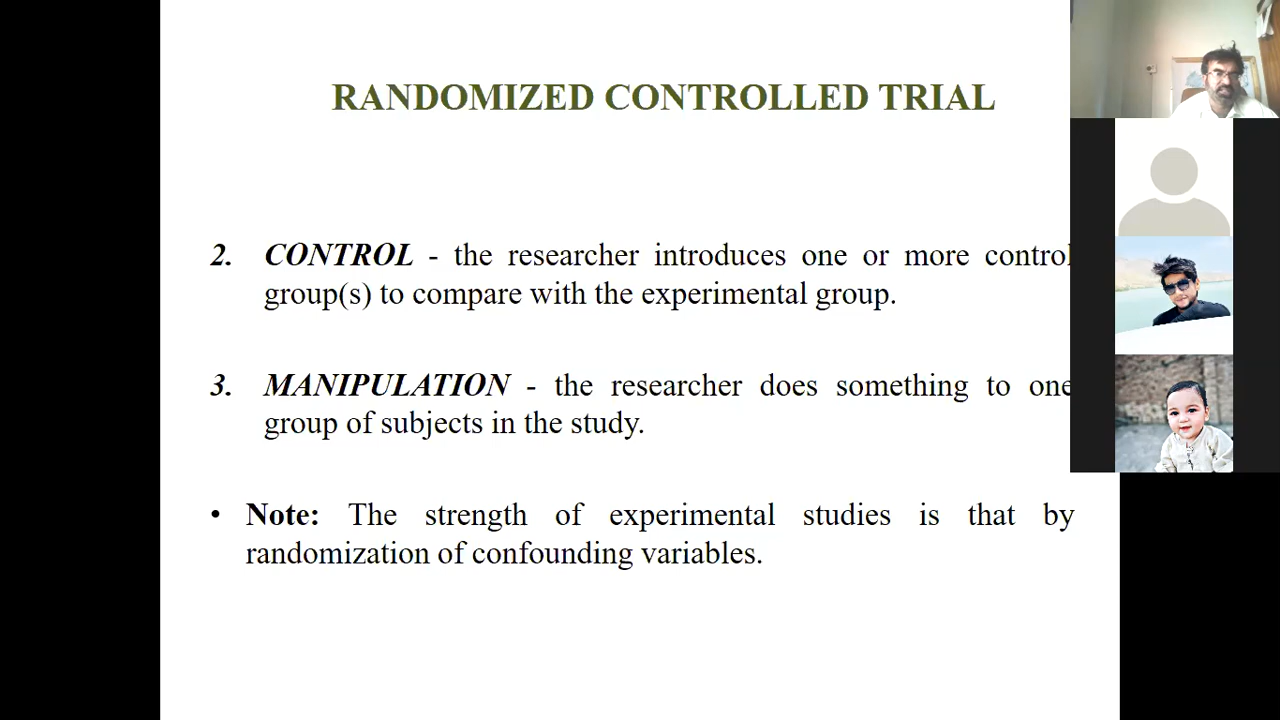 RANDOMIZED CONTROLLED TRIAL
2. CONTROL - the researcher introduces one or more control
group(s) to compare with the experimental group.
3. MANIPULATION - the researcher does something to one
group of subjects in the study.
• Note: The strength of experimental studies is that by
randomization of confounding variables.